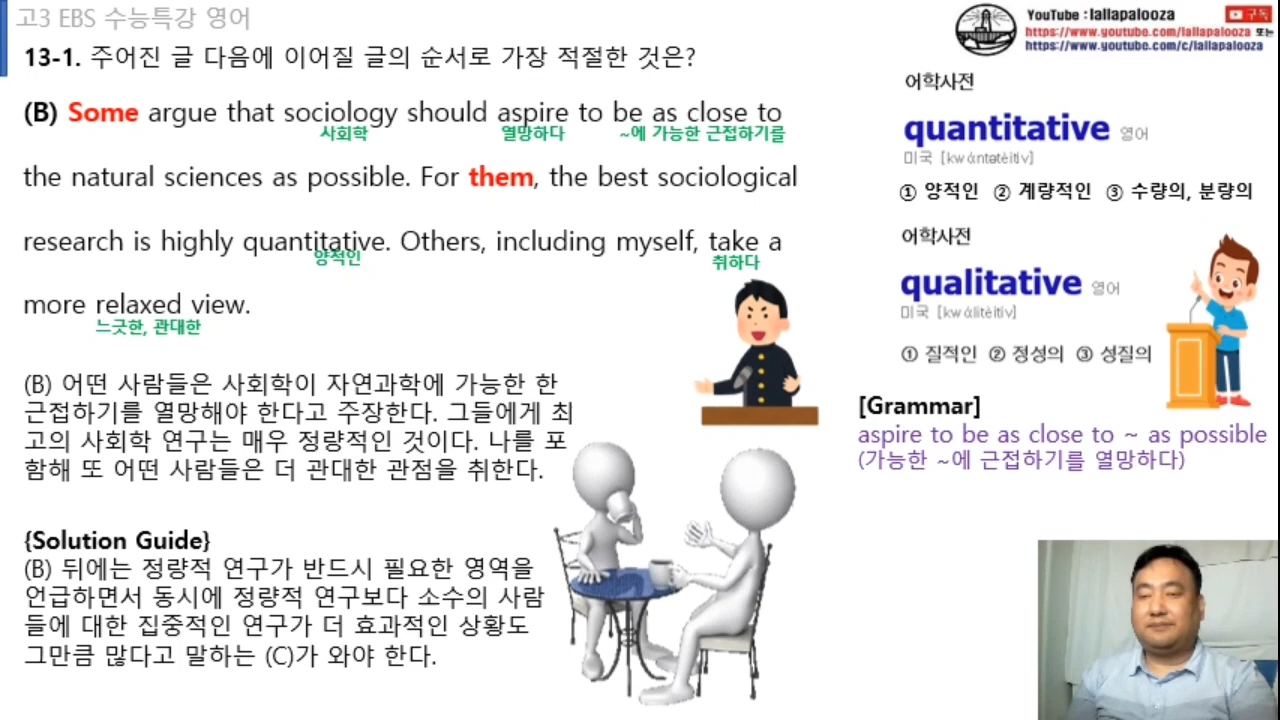 고3 EBS 수능특강 영어
13-1. 주어진 글 다음에 이어질 글의 순서로 가장 적절한 것은?
(B) Some argue that sociology should aspire to be as close to
사회학 열망하다 ~에 가능한 근접하기를
the natural sciences as possible. For them, the best sociological
research is highly quantitative. Others, including myself, take a
양적인 취하다
more relaxed view.
느긋한, 관대한
(B) 어떤 사람들은 사회학이 자연과학에 가능한 한
근접하기를 열망해야 한다고 주장한다. 그들에게 최
고의 사회학 연구는 매우 정량적인 것이다. 나를 포
함해 또 어떤 사람들은 더 관대한 관점을 취한다.
{Solution Guide}
(B) 뒤에는 정량적 연구가 반드시 필요한 영역을
언급하면서 동시에 정량적 연구보다 소수의 사람
들에 대한 집중적인 연구가 더 효과적인 상황도
그만큼 많다고 말하는 (C)가 와야 한다.
YouTube : lallapalooza 구독
https://www.youtube.com/lallapalooza 또는
https://www.youtube.com/c/lallapalooza
어학사전
quantitative 영어
미국 [kwάntətèitiv]
① 양적인 ② 계량적인 ③ 수량의, 분량의
어학사전
qualitative 영어
미국 [kwάlitèitiv]
① 질적인 ② 정성의 ③ 성질의
[Grammar]
aspire to be as close to ~ as possible
(가능한 ~에 근접하기를 열망하다)